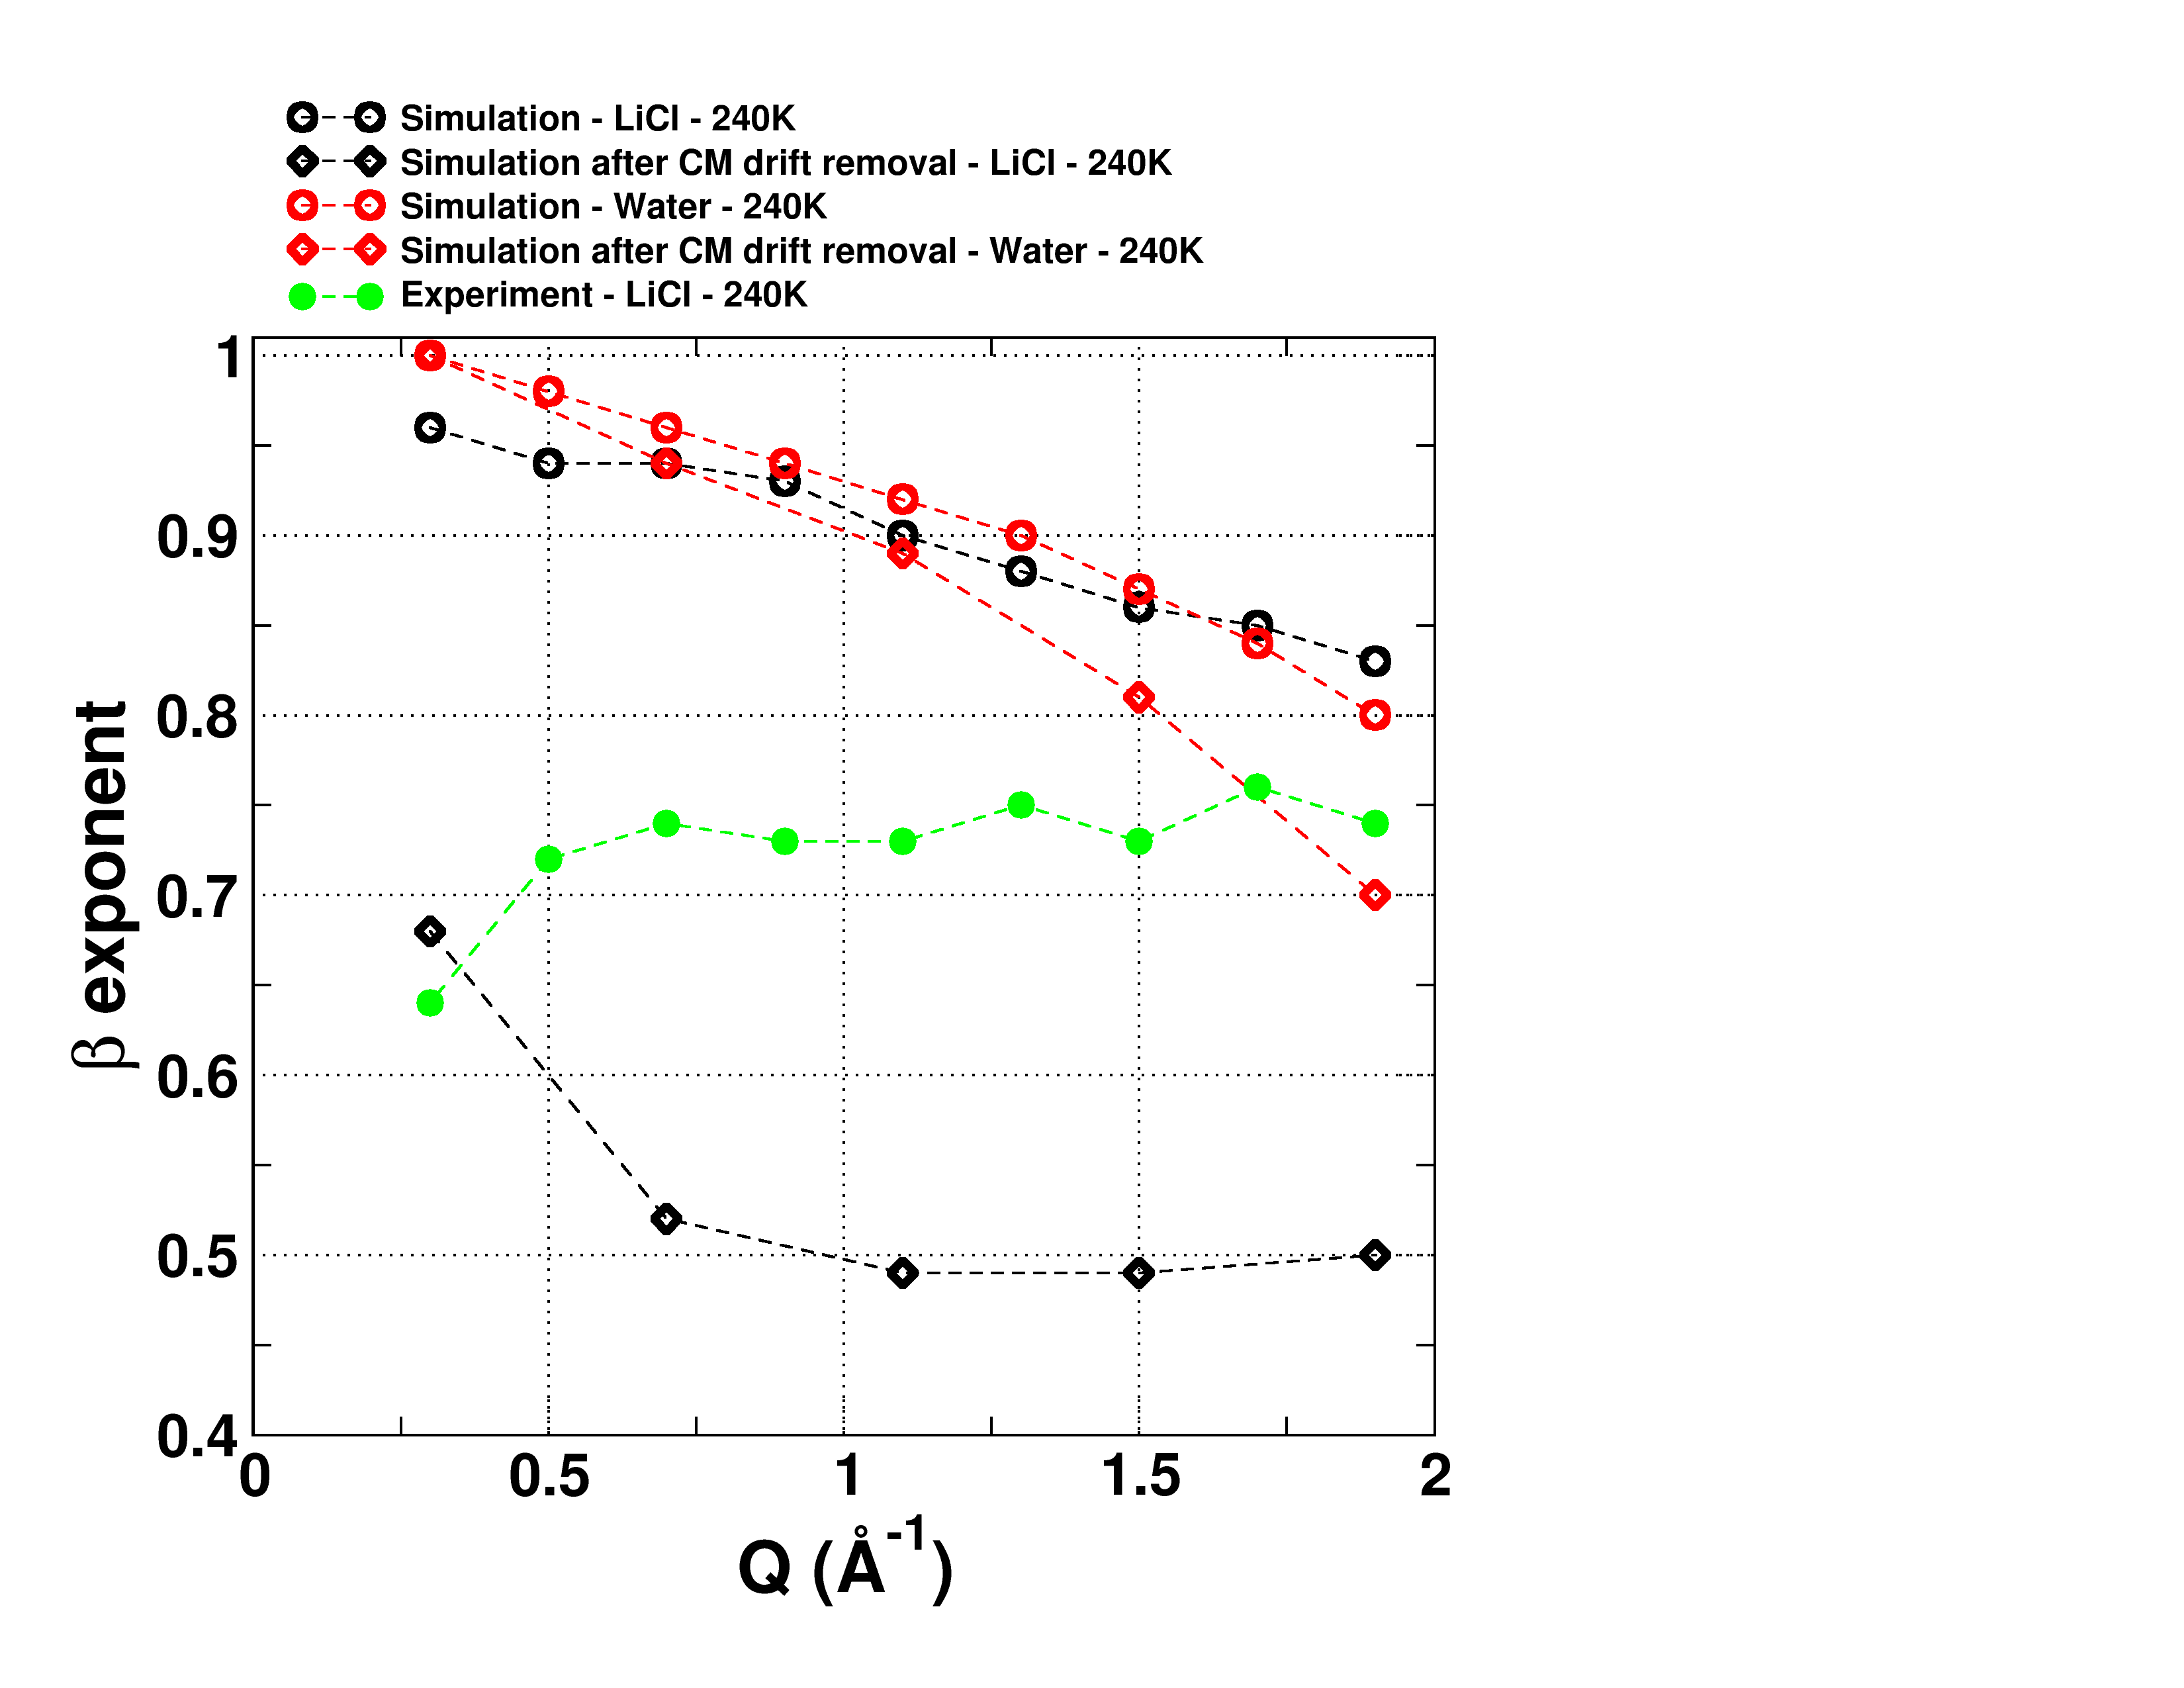 Simulation - LiCl - 240K
Simulation after CM drift removal - LiCl - 240K
Simulation - Water - 240K
Simulation after CM drift removal - Water - 240K
Experiment - LiCl - 240K
1
0.9
0.8
0.7
0.6
0.5
0.4
β exponent
0 0.5 1 1.5 2
Q (Å⁻¹)